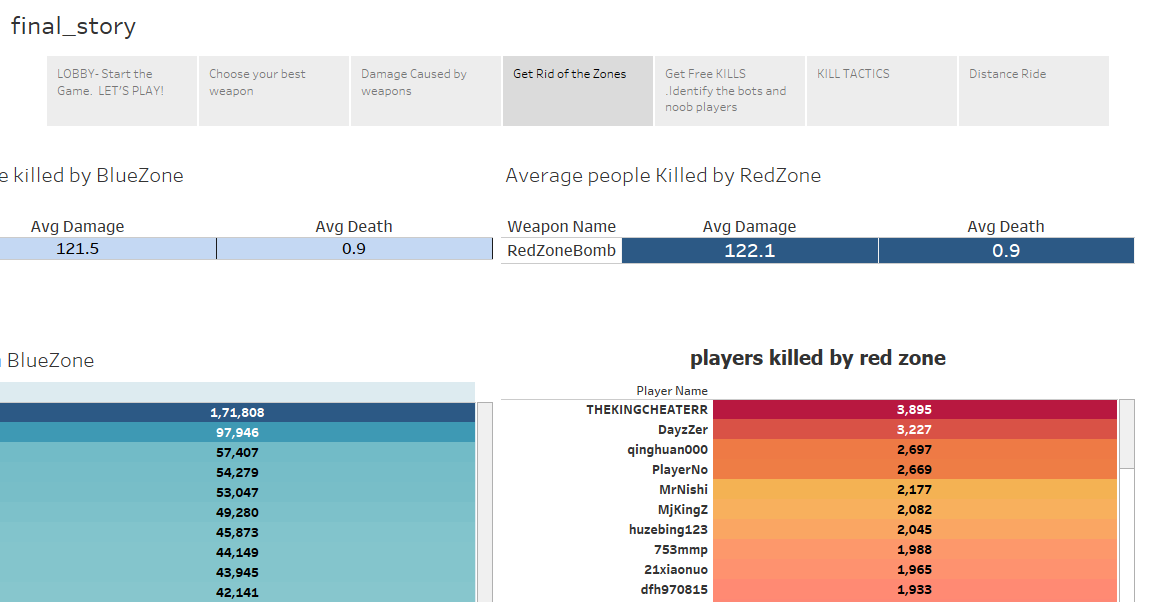 final_story
LOBBY- Start the
Game.  LET'S PLAY!
Choose your best
weapon
Damage Caused by
weapons
Get Rid of the Zones
Get Free KILLS
.Identify the bots and
noob players
KILL TACTICS
Distance Ride
killed by BlueZone
Avg Damage
Avg Death
121.5
0.9
Average people Killed by RedZone
Weapon Name
Avg Damage
Avg Death
RedZoneBomb
122.1
0.9
BlueZone
1,71,808
97,946
57,407
54,279
53,047
49,280
45,873
44,149
43,945
42,141
players killed by red zone
Player Name
THEKINGCHEATERR 3,895
DayzZer 3,227
qinghuan000 2,697
PlayerNo 2,669
MrNishi 2,177
MjKingZ 2,082
huzebing123 2,045
753mmp 1,988
21xiaonuo 1,965
dfh970815 1,933